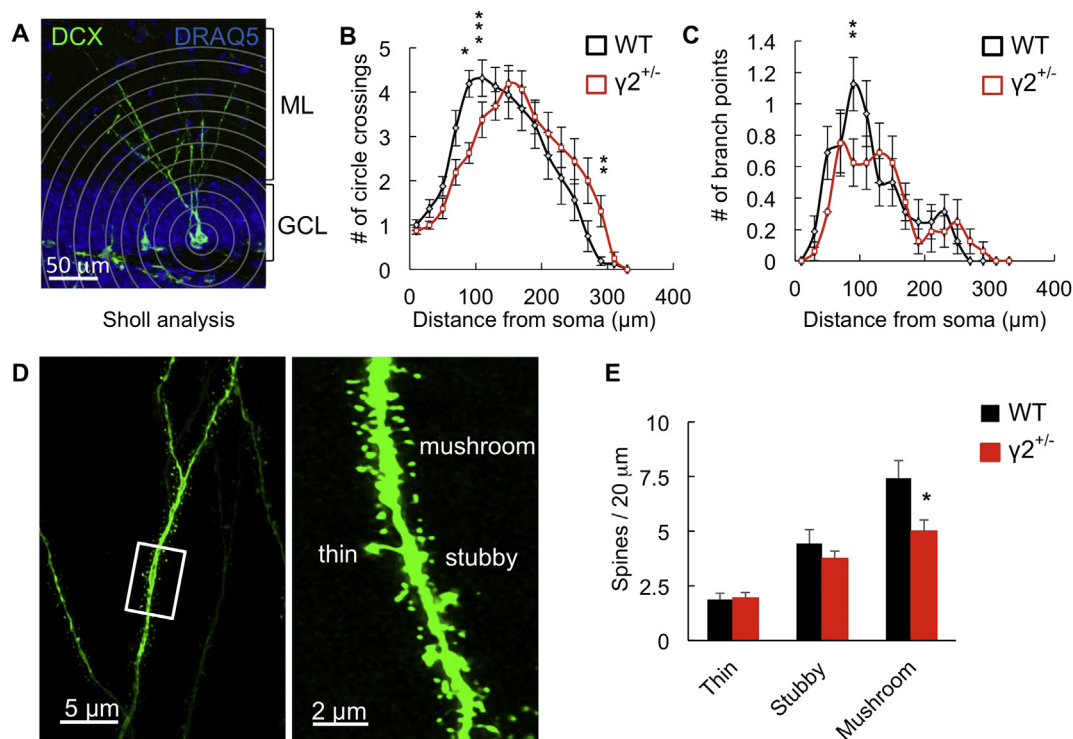 A
DCX
DRAQ5
ML
GCL
50 µm
Sholl analysis
B
***
*
**
WT
γ2+/-
# of circle crossings
5
4
3
2
1
0
0
100
200
300
400
Distance from soma (µm)
C
**
WT
γ2+/-
# of branch points
1.4
1.2
1
0.8
0.6
0.4
0.2
0
0
100
200
300
400
Distance from soma (µm)
D
5 µm
mushroom
thin
stubby
2 µm
E
WT
γ2+/-
Spines / 20 µm
10
7.5
5
2.5
0
*
Thin
Stubby
Mushroom